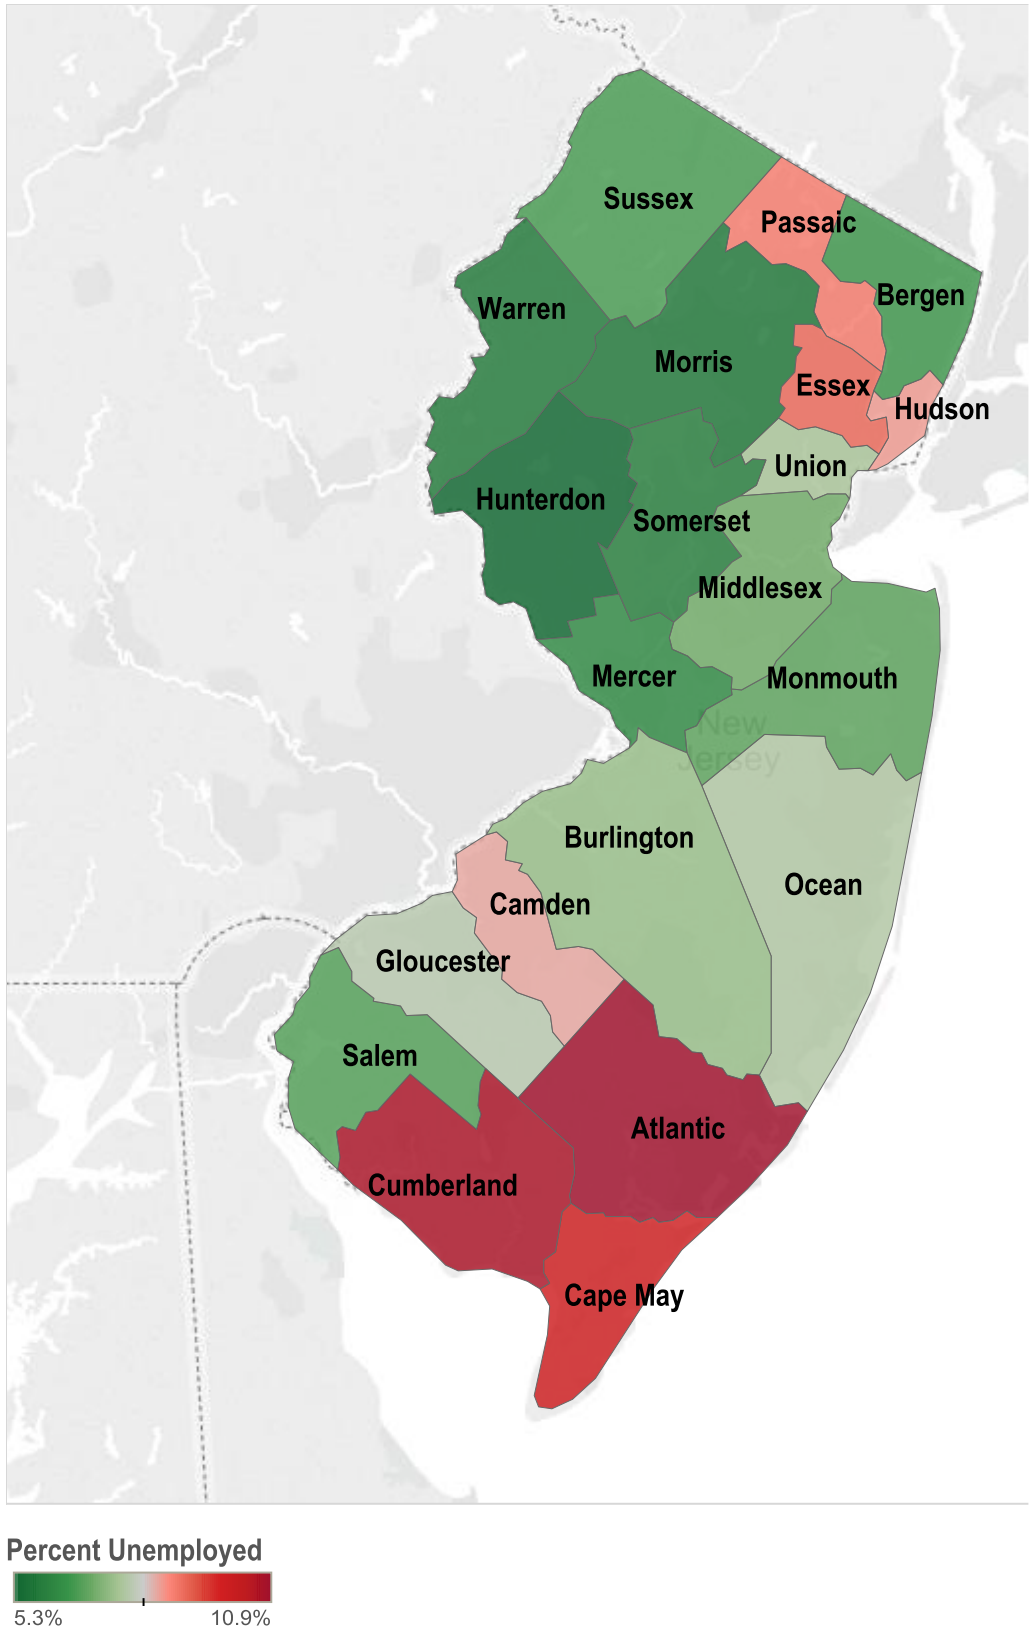 Sussex
Passaic
Bergen
Warren
Morris
Essex
Hudson
Union
Hunterdon
Somerset
Middlesex
Mercer
Monmouth
New
Jersey
Burlington
Ocean
Camden
Gloucester
Salem
Atlantic
Cumberland
Cape May
Percent Unemployed
5.3% 10.9%